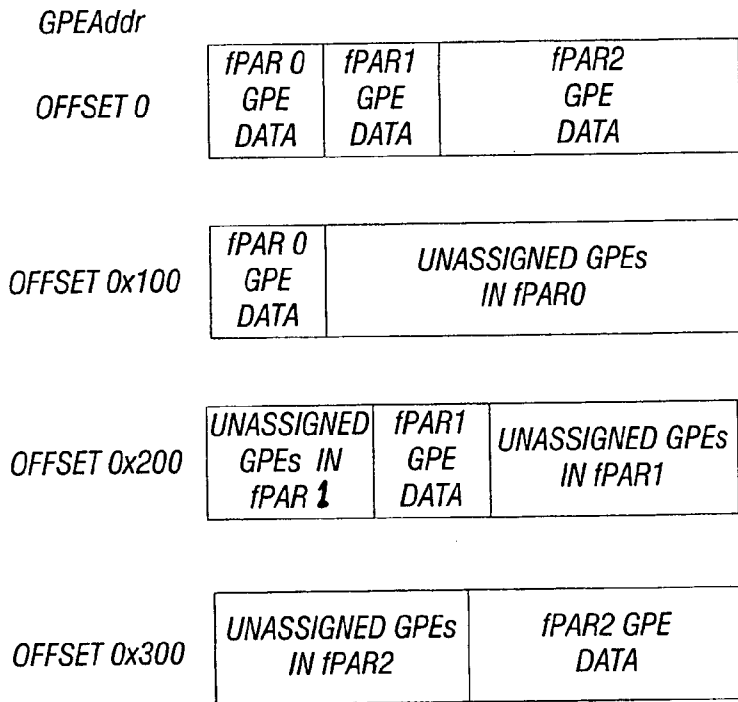 GPEAddr
OFFSET 0
fPAR 0
GPE
DATA
fPAR1
GPE
DATA
fPAR2
GPE
DATA
OFFSET 0x100
fPAR 0
GPE
DATA
UNASSIGNED GPEs
IN fPAR0
OFFSET 0x200
UNASSIGNED
GPEs IN
fPAR 1
fPAR1
GPE
DATA
UNASSIGNED GPEs
IN fPAR1
OFFSET 0x300
UNASSIGNED GPEs
IN fPAR2
fPAR2 GPE
DATA